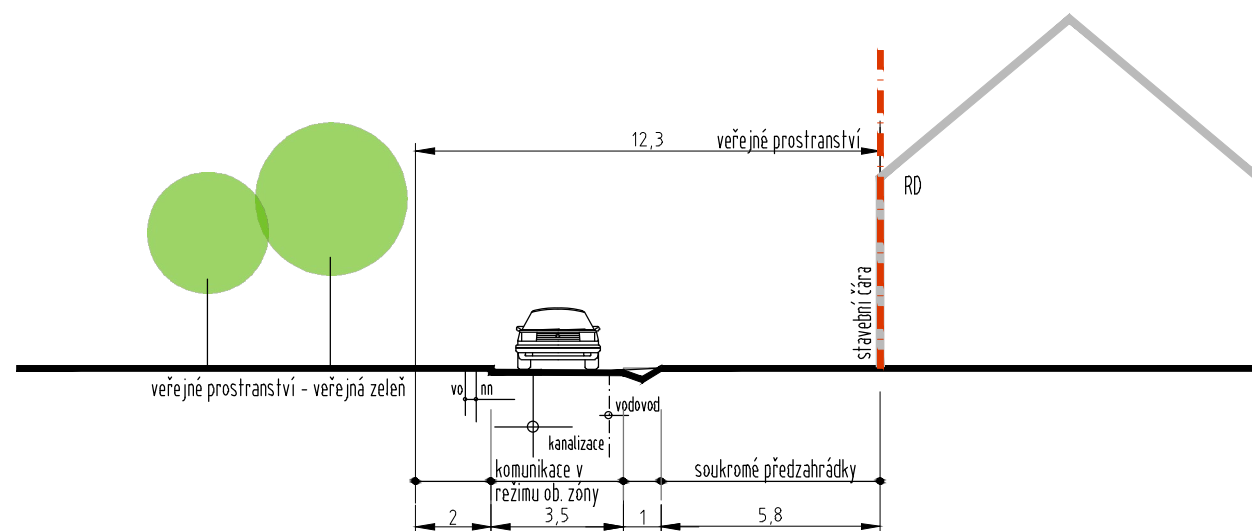 12,3
veřejné prostranství
RD
stavební čára
veřejné prostranství - veřejná zeleň
vo
nn
vodovod
kanalizace
komunikace v
režimu ob. zóny
soukromé předzahrádky
2
3,5
1
5,8